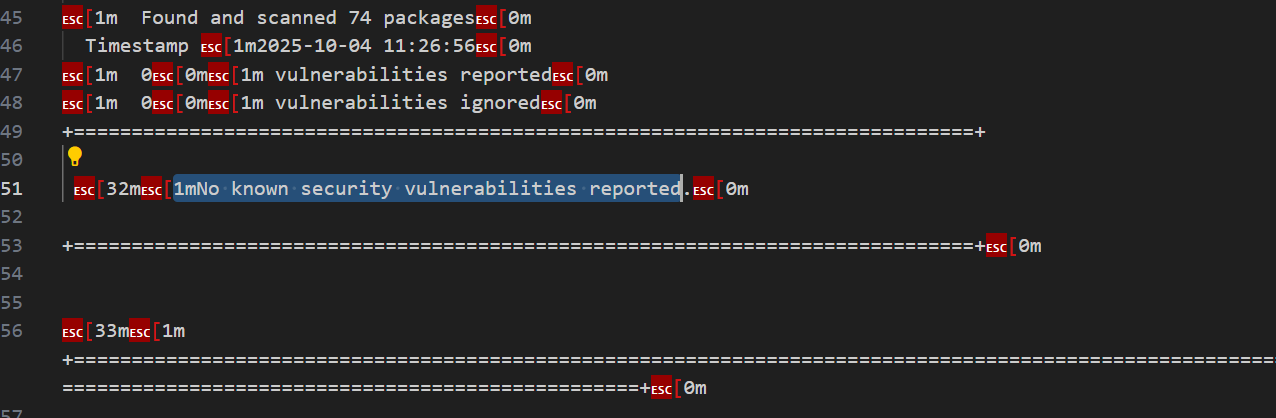 45 ESC[1m  Found and scanned 74 packagesESC[0m
46   Timestamp ESC[1m2025-10-04 11:26:56ESC[0m
47 ESC[1m  0ESC[0mESC[1m vulnerabilities reportedESC[0m
48 ESC[1m  0ESC[0mESC[1m vulnerabilities ignoredESC[0m
49 +==============================================================================+
50
51  ESC[32mESC[1mNo known security vulnerabilities reported.ESC[0m
52
53 +==============================================================================+ESC[0m
54
55
56 ESC[33mESC[1m
+========================================================================================================
==================================================+ESC[0m
57